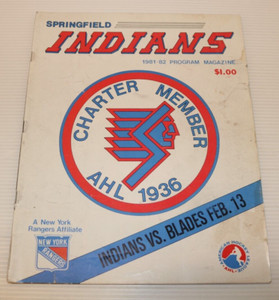 SPRINGFIELD
INDIANS
1981-82 PROGRAM MAGAZINE
$1.00
CHARTER MEMBER
AHL 1936
INDIANS VS. BLADES FEB. 13
A New York
Rangers Affiliate
NEW YORK
RANGERS
AHL